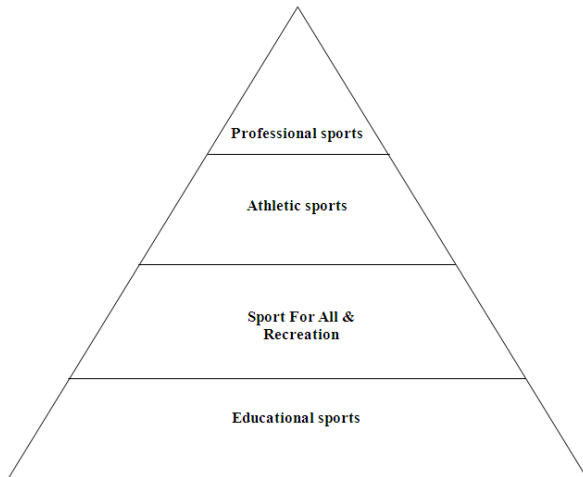 Professional sports
Athletic sports
Sport For All &
Recreation
Educational sports